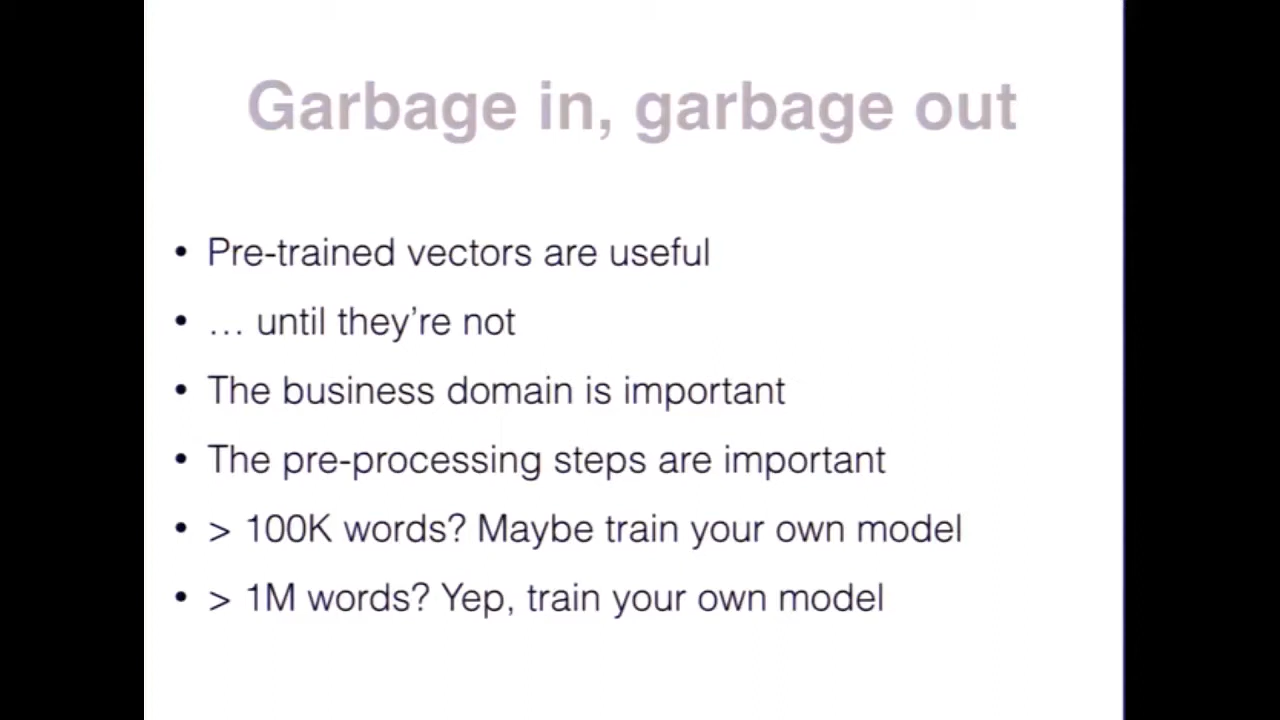 Garbage in, garbage out
• Pre-trained vectors are useful
• … until they’re not
• The business domain is important
• The pre-processing steps are important
• > 100K words? Maybe train your own model
• > 1M words? Yep, train your own model